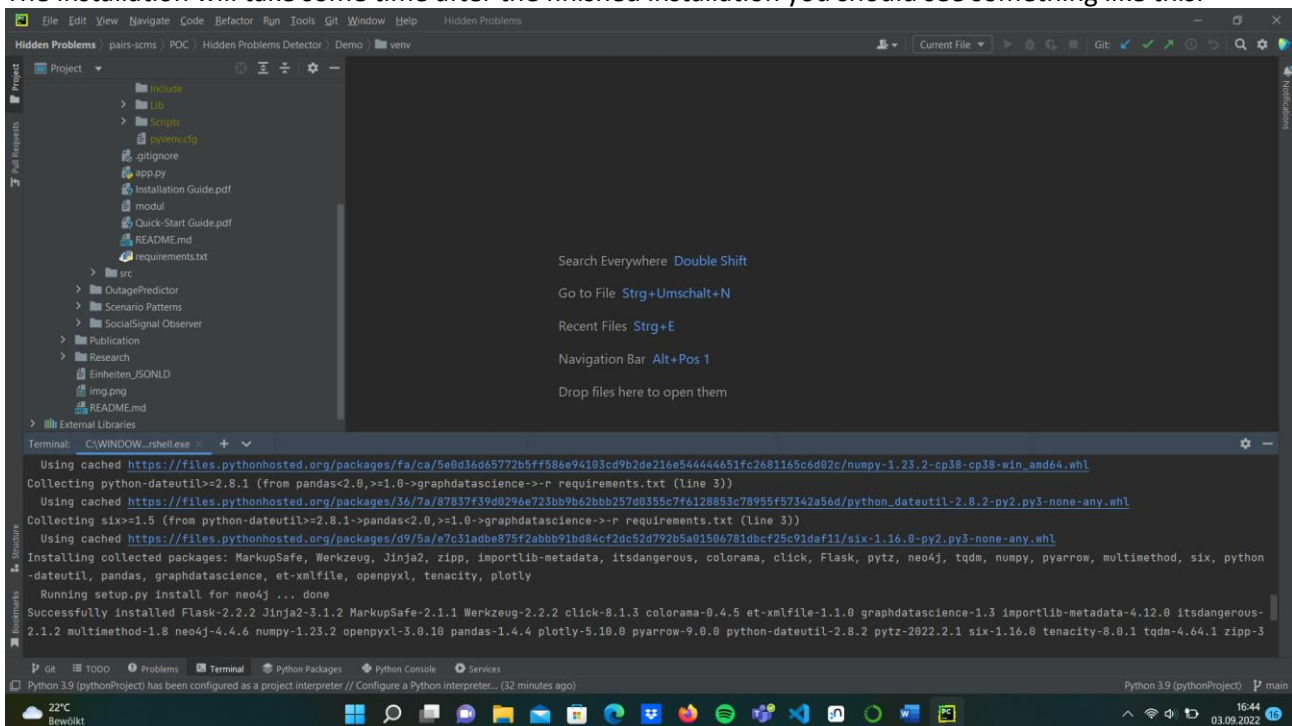 The installation will take some time after the finished installation you should see something like this:
File Edit View Navigate Code Refactor Run Tools Git Window Help Hidden Problems
Hidden Problems pairs-scms POC Hidden Problems Detector Demo venv
Current File Git:
Project
Include
Lib
Scripts
pyvenv.cfg
.gitignore
app.py
Installation Guide.pdf
modul
Quick-Start Guide.pdf
README.md
requirements.txt
src
OutagePredictor
Scenario Patterns
SocialSignal Observer
Publication
Research
Einheiten_JSONLD
img.png
README.md
External Libraries
Project
Pull Requests
Structure
Bookmarks
Notifications
Search Everywhere Double Shift
Go to File Strg+Umschalt+N
Recent Files Strg+E
Navigation Bar Alt+Pos 1
Drop files here to open them
Terminal: C:\WINDOW...rshell.exe
Using cached https://files.pythonhosted.org/packages/fa/ca/5e0d36d65772b5ff586e94103cd9b2de216e544444651fc2681165c6d02c/numpy-1.23.2-cp38-cp38-win_amd64.whl
Collecting python-dateutil>=2.8.1 (from pandas<2.0,>=1.0->graphdatascience->-r requirements.txt (line 3))
Using cached https://files.pythonhosted.org/packages/36/7a/87837f39d0296e723bb9b62bbb257d0355c7f6128853c78955f57342a56d/python_dateutil-2.8.2-py2.py3-none-any.whl
Collecting six>=1.5 (from python-dateutil>=2.8.1->pandas<2.0,>=1.0->graphdatascience->-r requirements.txt (line 3))
Using cached https://files.pythonhosted.org/packages/d9/5a/e7c31adbe875f2abbb91bd84cf2dc52d792b5a01506781dbcf25c91daf11/six-1.16.0-py2.py3-none-any.whl
Installing collected packages: MarkupSafe, Werkzeug, Jinja2, zipp, importlib-metadata, itsdangerous, colorama, click, Flask, pytz, neo4j, tqdm, numpy, pyarrow, multimethod, six, python
-dateutil, pandas, graphdatascience, et-xmlfile, openpyxl, tenacity, plotly
Running setup.py install for neo4j ... done
Successfully installed Flask-2.2.2 Jinja2-3.1.2 MarkupSafe-2.1.1 Werkzeug-2.2.2 click-8.1.3 colorama-0.4.5 et-xmlfile-1.1.0 graphdatascience-1.3 importlib-metadata-4.12.0 itsdangerous-
2.1.2 multimethod-1.8 neo4j-4.4.6 numpy-1.23.2 openpyxl-3.0.10 pandas-1.4.4 plotly-5.10.0 pyarrow-9.0.0 python-dateutil-2.8.2 pytz-2022.2.1 six-1.16.0 tenacity-8.0.1 tqdm-4.64.1 zipp-3
Git TODO Problems Terminal Python Packages Python Console Services
Python 3.9 (pythonProject) has been configured as a project interpreter // Configure a Python interpreter... (32 minutes ago) Python 3.9 (pythonProject) main
22°C
Bewölkt
16:44
03.09.2022
16